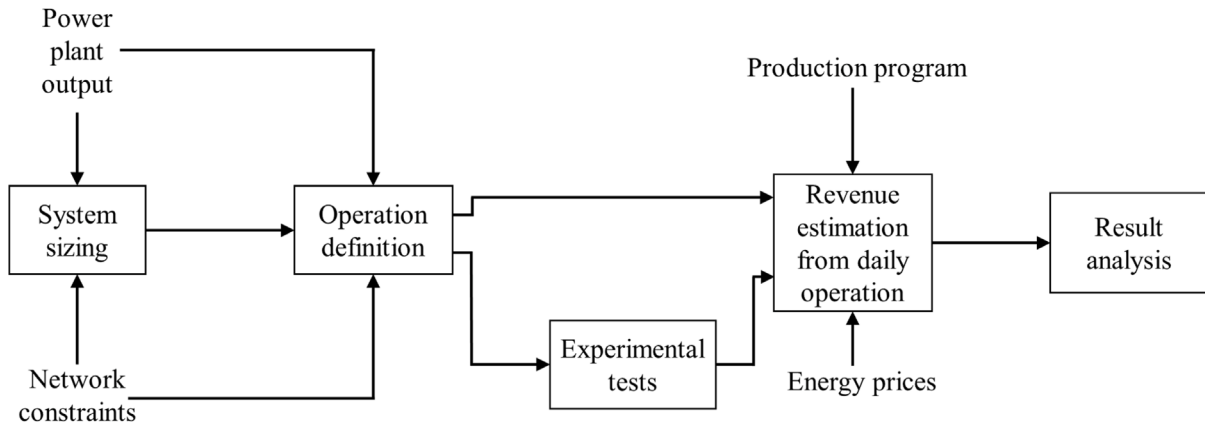 Power
plant
output
Production program
System
sizing
Operation
definition
Revenue
estimation
from daily
operation
Result
analysis
Experimental
tests
Network
constraints
Energy prices